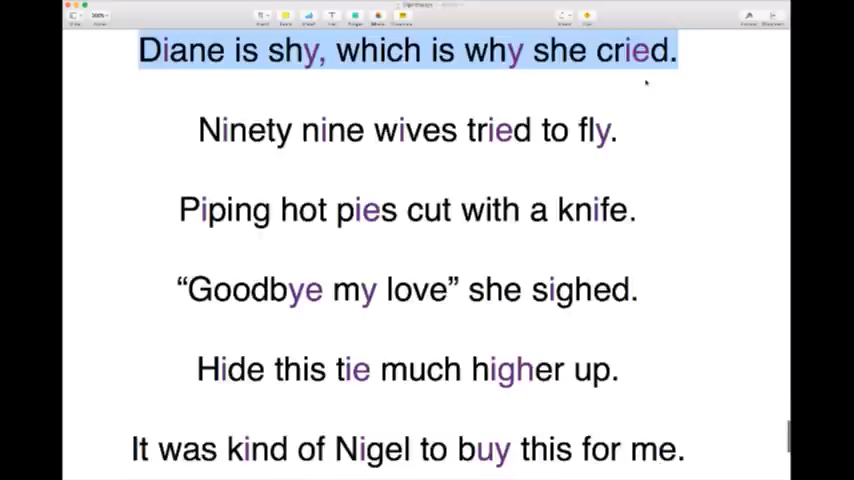 Diane is shy, which is why she cried.
Ninety nine wives tried to fly.
Piping hot pies cut with a knife.
“Goodbye my love” she sighed.
Hide this tie much higher up.
It was kind of Nigel to buy this for me.